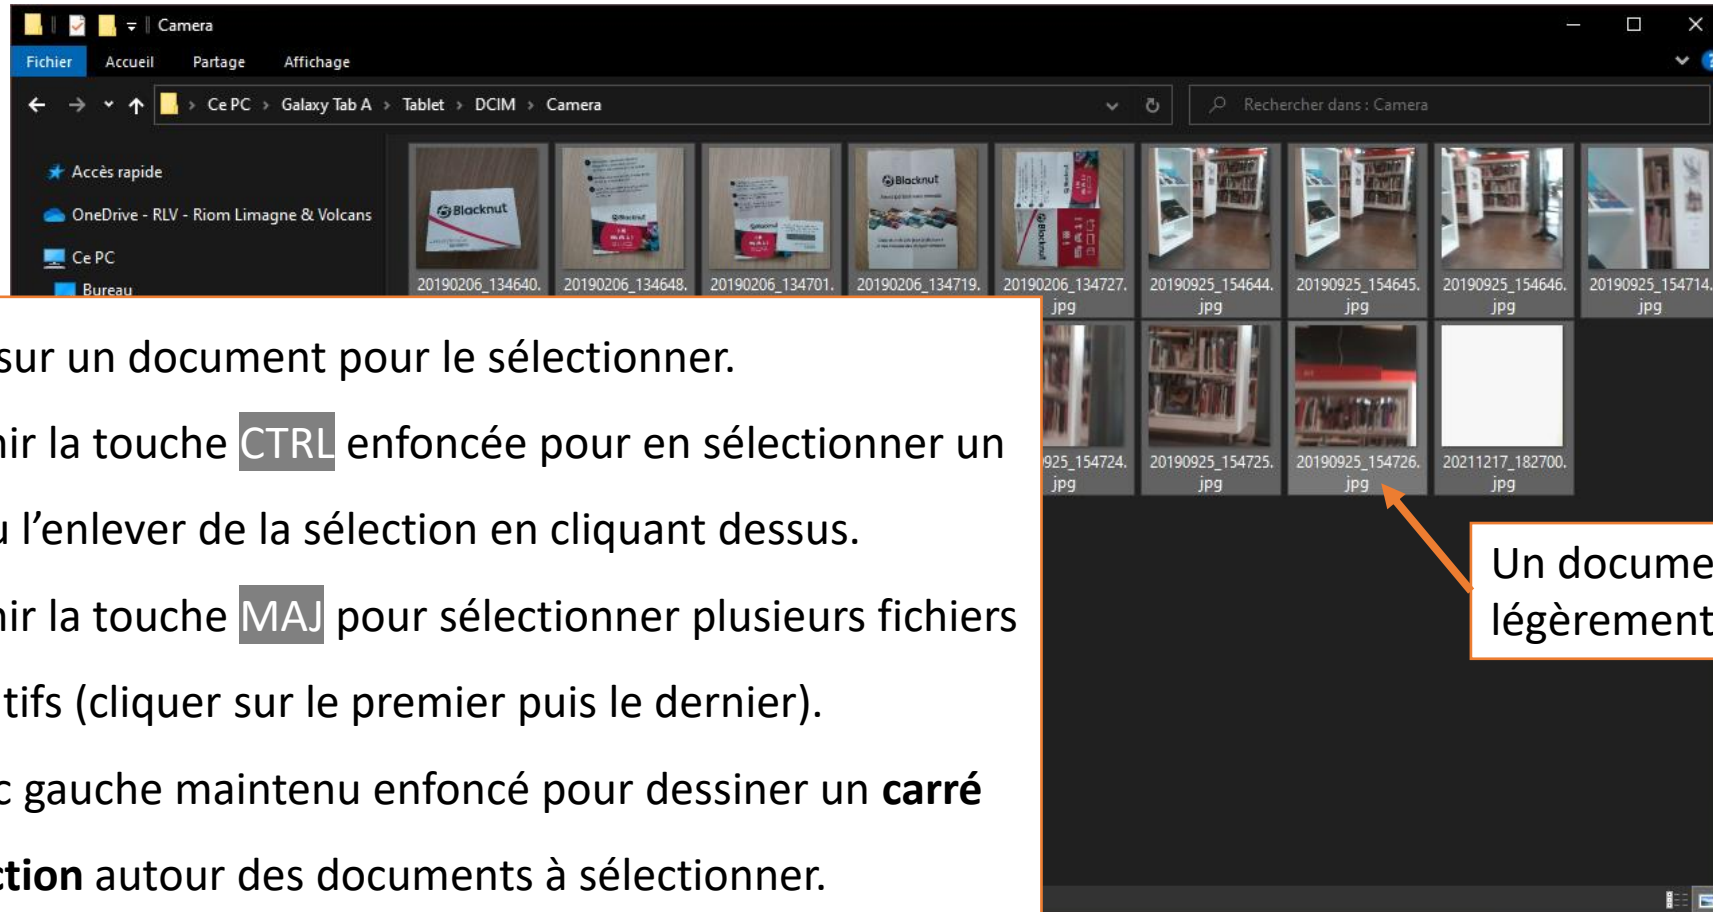 Camera
Fichier Accueil Partage Affichage
Ce PC > Galaxy Tab A > Tablet > DCIM > Camera
Rechercher dans : Camera
Accès rapide
OneDrive - RLV - Riom Limagne & Volcans
Ce PC
Bureau
Blacknut
Blacknut
Blacknut
20190206_134640. 20190206_134648. 20190206_134701. 20190206_134719. 20190206_134727. 20190925_154644. 20190925_154645. 20190925_154646. 20190925_154714.
jpg jpg jpg jpg jpg
925_154724. 20190925_154725. 20190925_154726. 20211217_182700.
jpg jpg jpg jpg
sur un document pour le sélectionner.
nir la touche CTRL enfoncée pour en sélectionner un
u l’enlever de la sélection en cliquant dessus.
nir la touche MAJ pour sélectionner plusieurs fichiers
tifs (cliquer sur le premier puis le dernier).
c gauche maintenu enfoncé pour dessiner un carré
ction autour des documents à sélectionner.
Un docume
légèrement